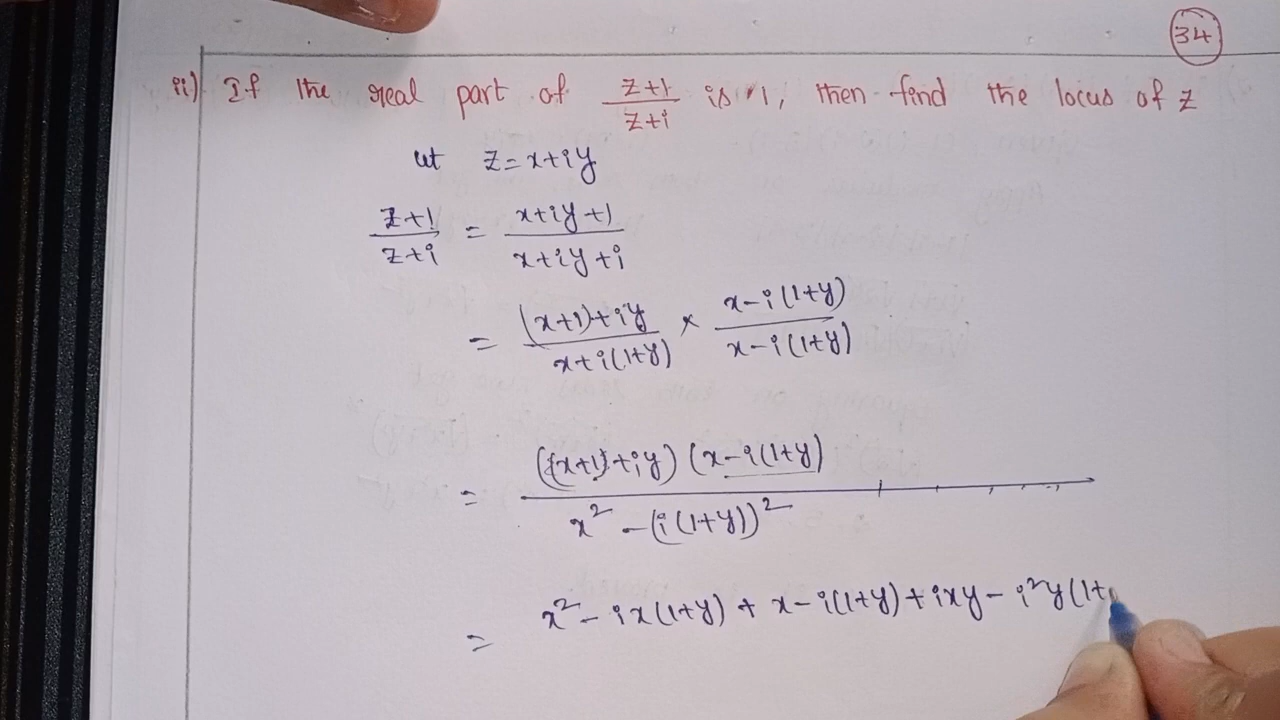 34
ii) If the real part of (z+1)/(z+i) is 1, then find the locus of z
let z = x+iy
(z+1)/(z+i) = (x+iy+1)/(x+iy+i)
= ((x+1)+iy)/(x+i(1+y)) × (x-i(1+y))/(x-i(1+y))
= ((x+1)+iy)(x-i(1+y)) / x² - (i(1+y))²
= x² - ix(1+y) + x - i(1+y) + ixy - i²y(1+